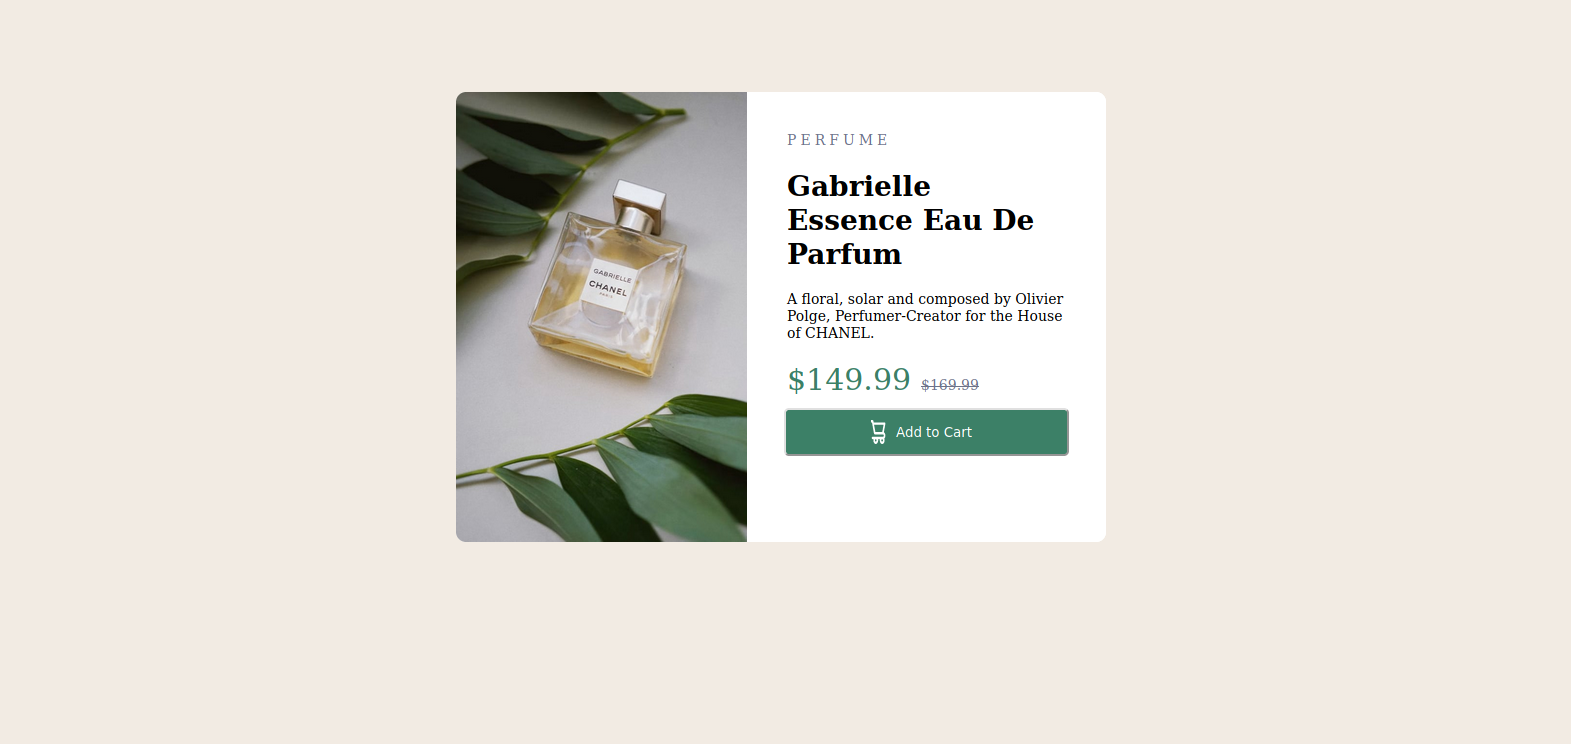 PERFUME
Gabrielle
Essence Eau De
Parfum
A floral, solar and composed by Olivier
Polge, Perfumer-Creator for the House
of CHANEL.
$149.99 $169.99
Add to Cart
GABRIELLE
CHANEL
PARIS